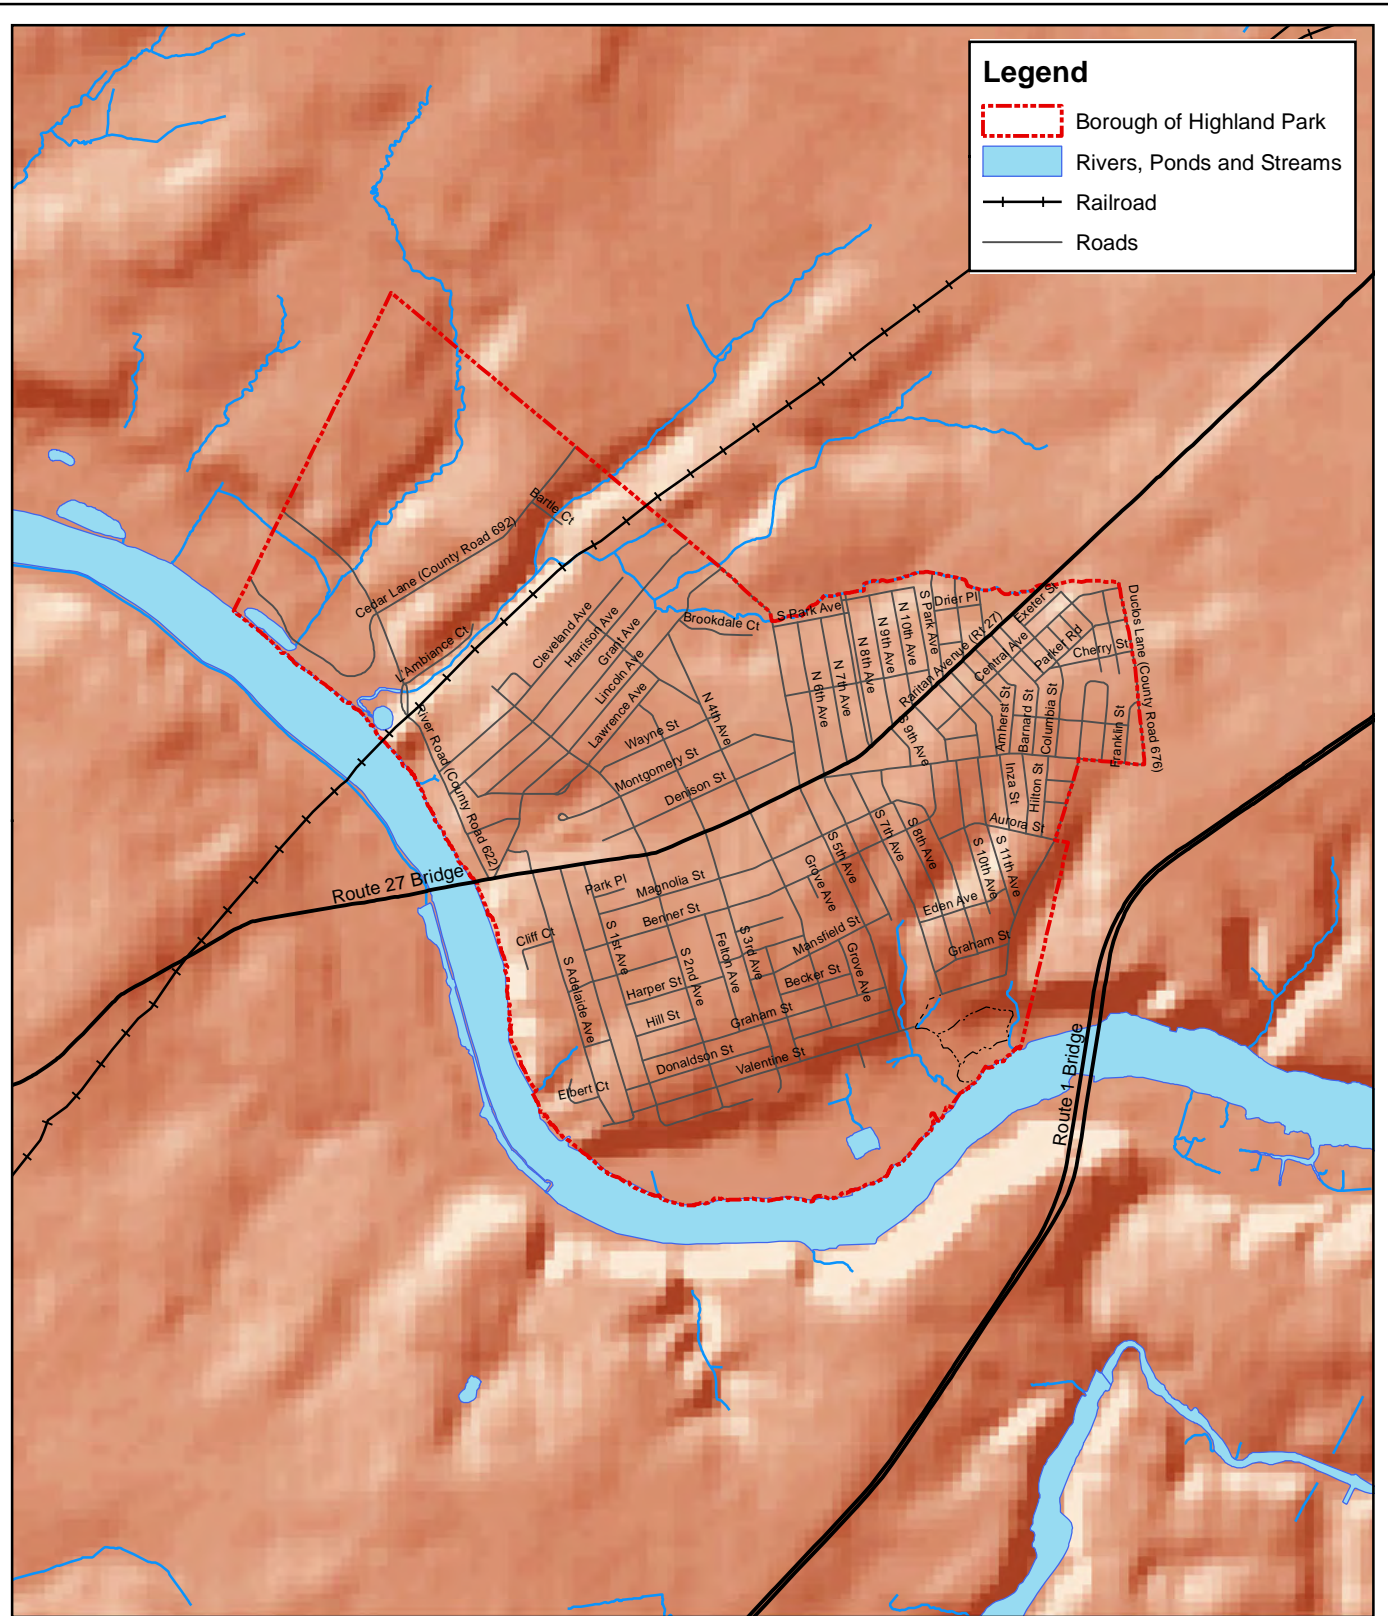 Legend
Borough of Highland Park
Rivers, Ponds and Streams
Railroad
Roads
Bartle Ct
Cedar Lane (County Road 692)
L'Ambiance Ct
Cleveland Ave
Harrison Ave
Grant Ave
Lincoln Ave
Lawrence Ave
Brookdale Ct
S Park Ave
N 6th Ave
N 7th Ave
N 8th Ave
N 9th Ave
N 10th Ave
S Park Ave
Drier Pl
Raritan Avenue (Rt 27)
Exeter St
Central Ave
Parker Rd
Cherry St
Duclos Lane (County Road 676)
N 4th Ave
Wayne St
Montgomery St
Denison St
River Road (County Road 622)
S 9th Ave
Amherst St
Barnard St
Columbia St
Franklin St
Inza St
Hilton St
Aurora St
Route 27 Bridge
Park Pl
Magnolia St
Benner St
Cliff Ct
S Adelaide Ave
S 1st Ave
S 2nd Ave
Felton Ave
S 3rd Ave
Grove Ave
S 5th Ave
S 7th Ave
S 8th Ave
S 10th Ave
S 11th Ave
Eden Ave
Graham St
Mansfield St
Grove Ave
Becker St
Harper St
Hill St
Graham St
Donaldson St
Valentine St
Elbert Ct
Route 1 Bridge